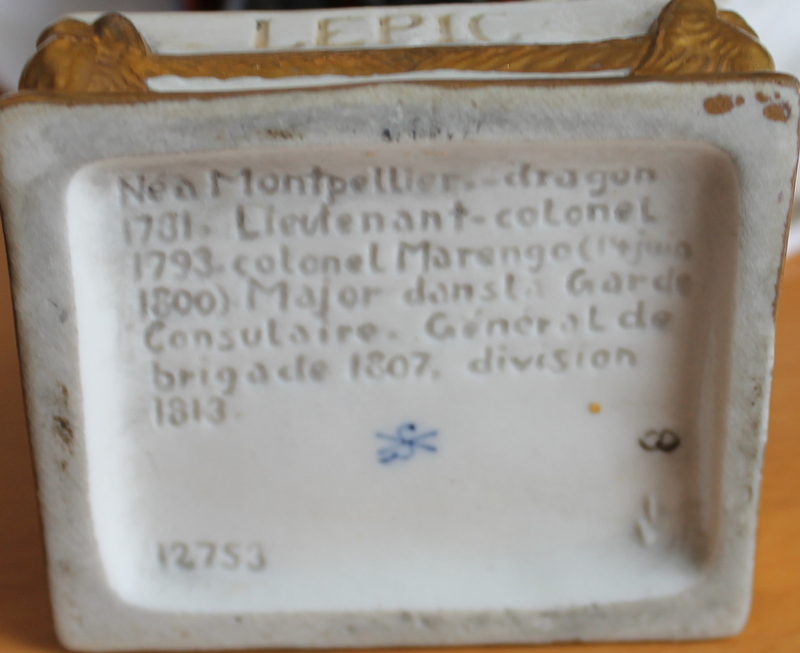 LEPIC
Né à Montpellier.-dragon
1781. Lieutenant-colonel
1793. colonel Marengo (14 juin
1800) Major dans la Garde
Consulaire. Général de
brigade 1807. division
1813.
8
12753